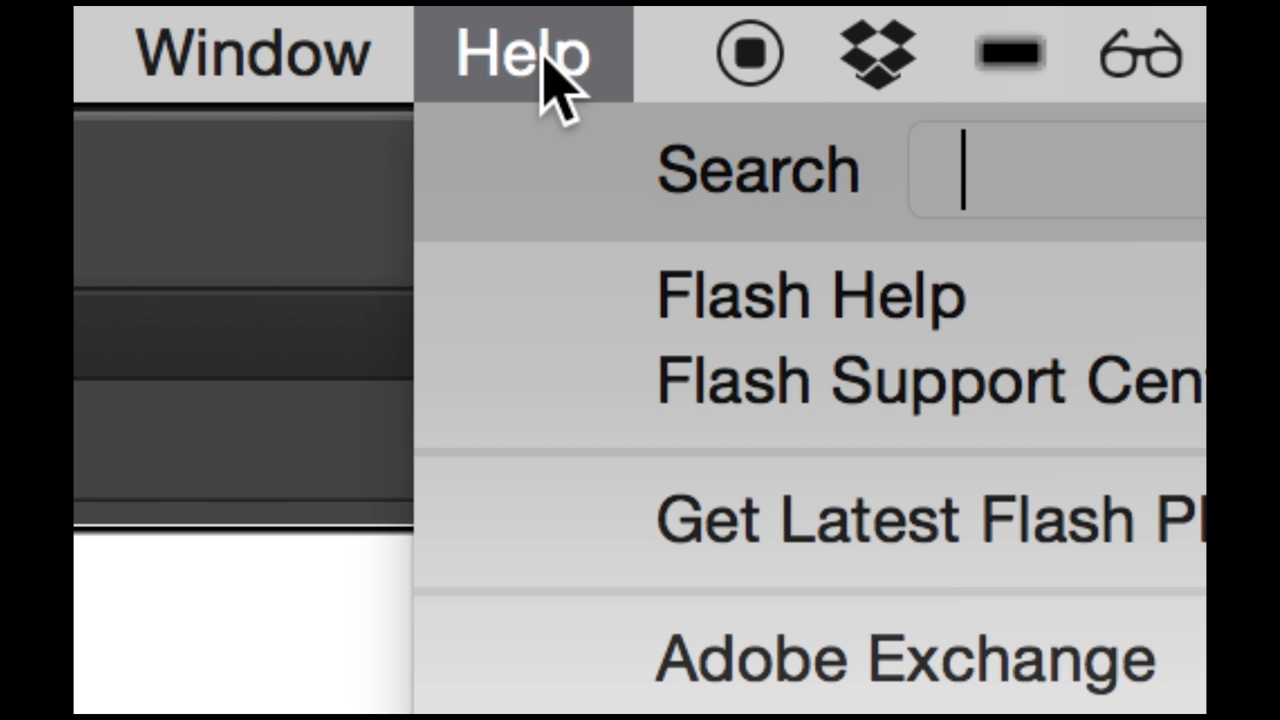 Window Help
Search
Flash Help
Flash Support Cen
Get Latest Flash Pl
Adobe Exchange